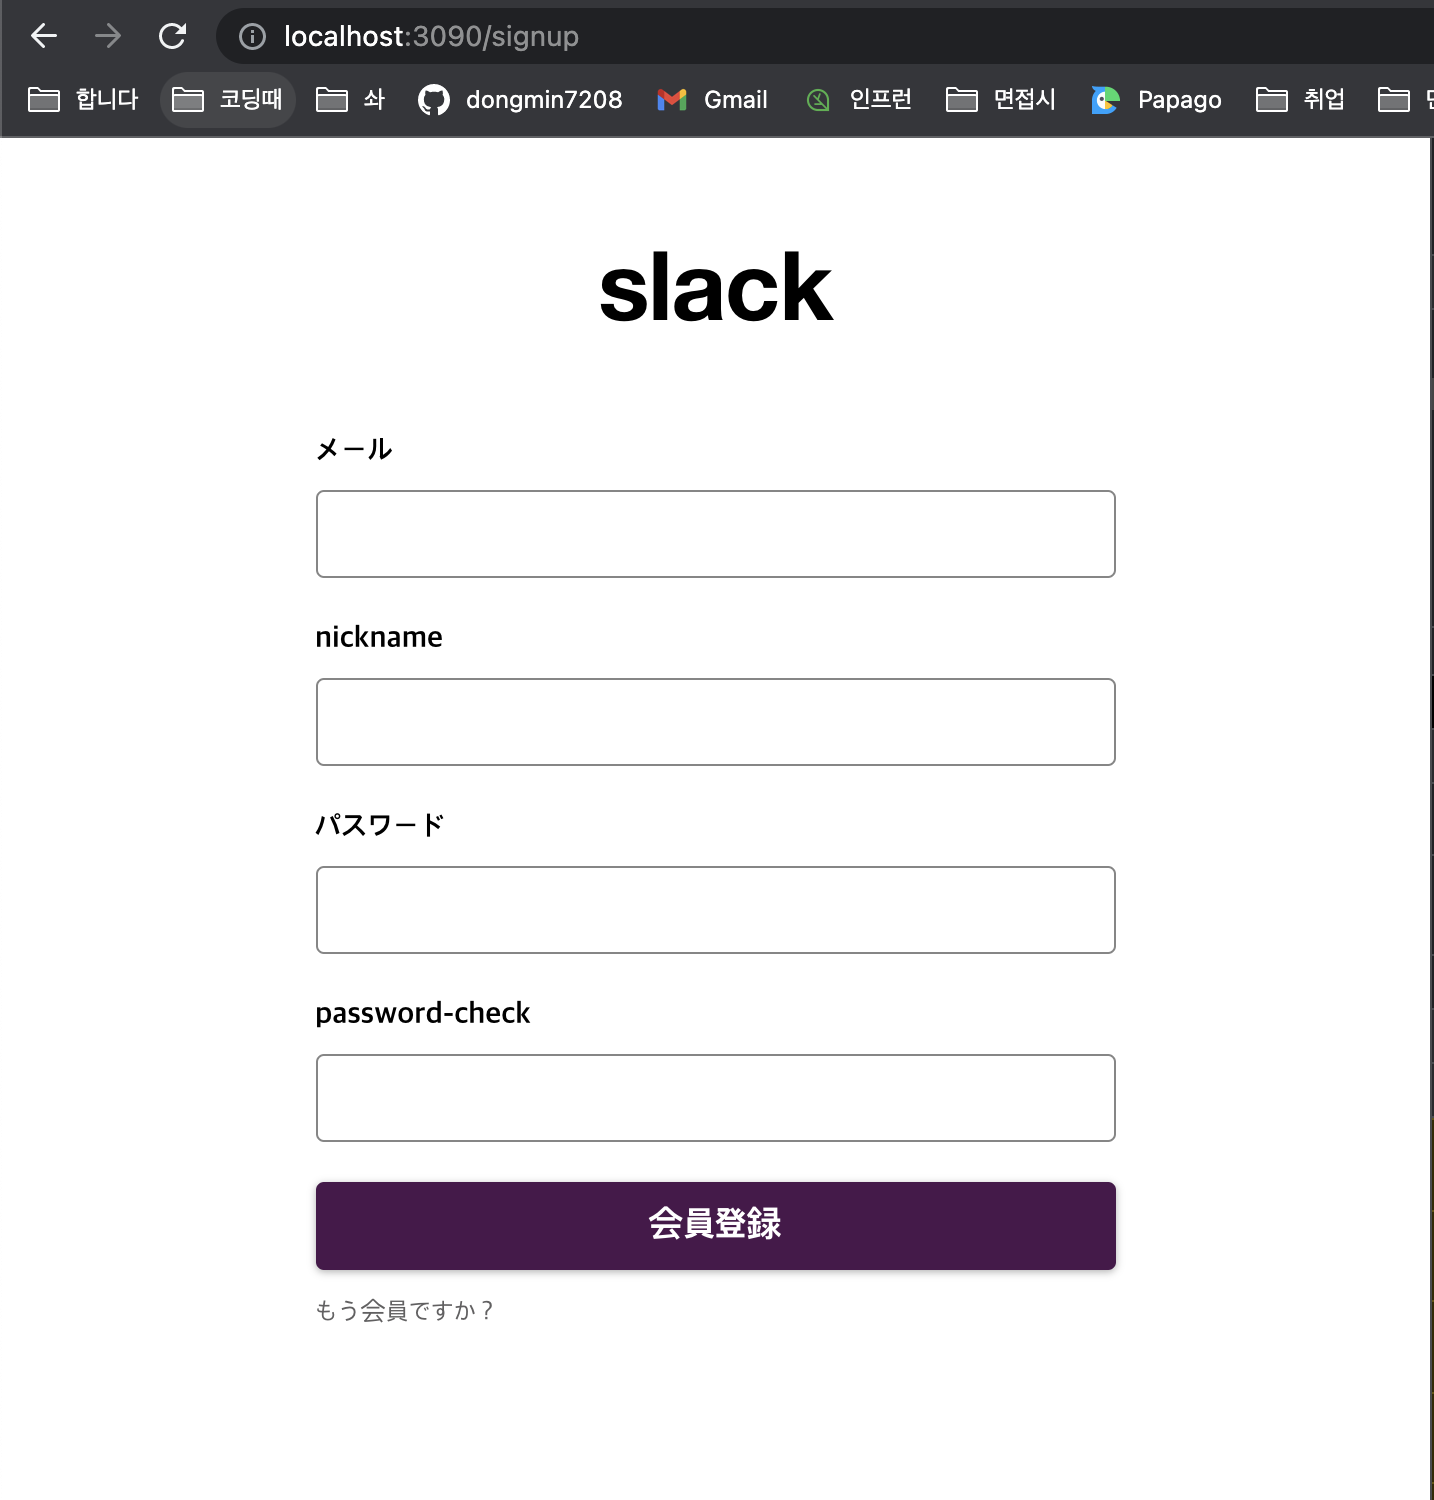 localhost:3090/signup
합니다 코딩때 솨 dongmin7208 Gmail 인프런 면접시 Papago 취업
slack
メール
nickname
パスワード
password-check
会員登録
もう会員ですか？